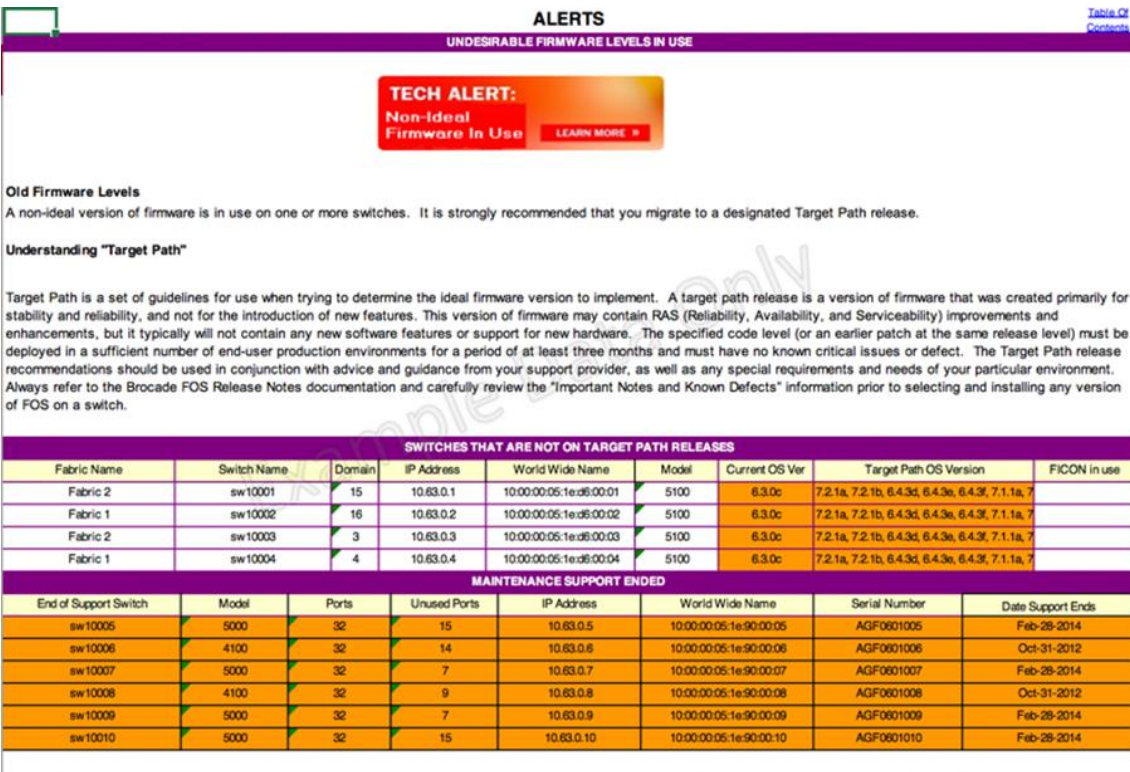 ALERTS
Table Of
Contents
UNDESIRABLE FIRMWARE LEVELS IN USE
TECH ALERT:
Non-Ideal
Firmware In Use
LEARN MORE »
Old Firmware Levels
A non-ideal version of firmware is in use on one or more switches. It is strongly recommended that you migrate to a designated Target Path release.
Understanding "Target Path"
Target Path is a set of guidelines for use when trying to determine the ideal firmware version to implement. A target path release is a version of firmware that was created primarily for
stability and reliability, and not for the introduction of new features. This version of firmware may contain RAS (Reliability, Availability, and Serviceability) improvements and
enhancements, but it typically will not contain any new software features or support for new hardware. The specified code level (or an earlier patch at the same release level) must be
deployed in a sufficient number of end-user production environments for a period of at least three months and must have no known critical issues or defect. The Target Path release
recommendations should be used in conjunction with advice and guidance from your support provider, as well as any special requirements and needs of your particular environment.
Always refer to the Brocade FOS Release Notes documentation and carefully review the "Important Notes and Known Defects" information prior to selecting and installing any version
of FOS on a switch.
Example Data Only
SWITCHES THAT ARE NOT ON TARGET PATH RELEASES
Fabric Name Switch Name Domain IP Address World Wide Name Model Current OS Ver Target Path OS Version FICON in use
Fabric 2 sw10001 15 10.63.0.1 10:00:00:05:1e:d6:00:01 5100 6.3.0c 7.2.1a, 7.2.1b, 6.4.3d, 6.4.3e, 6.4.3f, 7.1.1a, 7
Fabric 1 sw10002 16 10.63.0.2 10:00:00:05:1e:d6:00:02 5100 6.3.0c 7.2.1a, 7.2.1b, 6.4.3d, 6.4.3e, 6.4.3f, 7.1.1a, 7
Fabric 2 sw10003 3 10.63.0.3 10:00:00:05:1e:d6:00:03 5100 6.3.0c 7.2.1a, 7.2.1b, 6.4.3d, 6.4.3e, 6.4.3f, 7.1.1a, 7
Fabric 1 sw10004 4 10.63.0.4 10:00:00:05:1e:d6:00:04 5100 6.3.0c 7.2.1a, 7.2.1b, 6.4.3d, 6.4.3e, 6.4.3f, 7.1.1a, 7
MAINTENANCE SUPPORT ENDED
End of Support Switch Model Ports Unused Ports IP Address World Wide Name Serial Number Date Support Ends
sw10005 5000 32 15 10.63.0.5 10:00:00:05:1e:90:00:05 AGF0601005 Feb-28-2014
sw10006 4100 32 14 10.63.0.6 10:00:00:05:1e:90:00:06 AGF0601006 Oct-31-2012
sw10007 5000 32 7 10.63.0.7 10:00:00:05:1e:90:00:07 AGF0601007 Feb-28-2014
sw10008 4100 32 9 10.63.0.8 10:00:00:05:1e:90:00:08 AGF0601008 Oct-31-2012
sw10009 5000 32 7 10.63.0.9 10:00:00:05:1e:90:00:09 AGF0601009 Feb-28-2014
sw10010 5000 32 15 10.63.0.10 10:00:00:05:1e:90:00:10 AGF0601010 Feb-28-2014